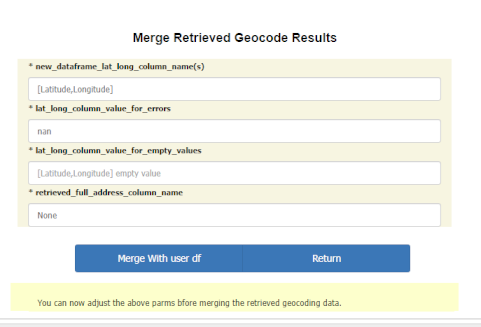 Merge Retrieved Geocode Results
* new_dataframe_lat_long_column_name(s)
[Latitude,Longitude]
* lat_long_column_value_for_errors
nan
* lat_long_column_value_for_empty_values
[Latitude,Longitude] empty value
* retrieved_full_address_column_name
None
Merge With user df Return
You can now adjust the above parms bfore merging the retrieved geocoding data.